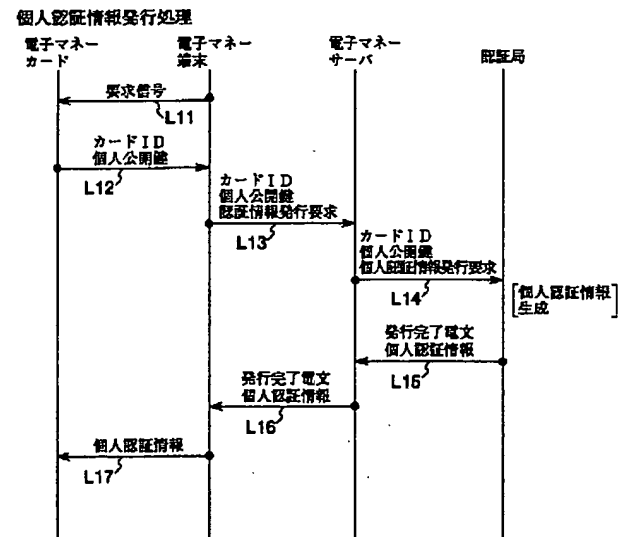 個人認証情報発行処理
電子マネー
カード
電子マネー
端末
電子マネー
サーバ
認証局
要求信号
L11
カードID
個人公開鍵
L12
カードID
個人公開鍵
認証情報発行要求
L13
カードID
個人公開鍵
個人認証情報発行要求
L14
個人認証情報
生成
発行完了電文
個人認証情報
L15
発行完了電文
個人認証情報
L16
個人認証情報
L17